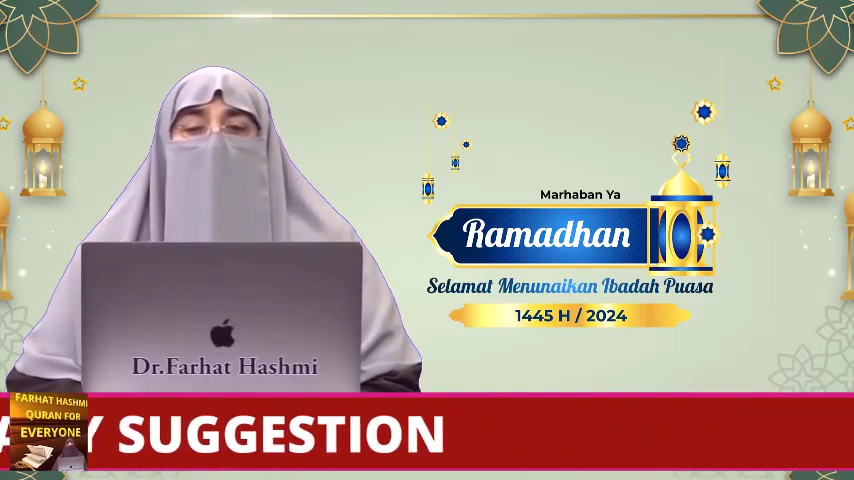 Marhaban Ya
Ramadhan
Selamat Menunaikan Ibadah Puasa
1445 H / 2024
Dr.Farhat Hashmi
FARHAT HASHMI
QURAN FOR
EVERYONE
SUGGESTION